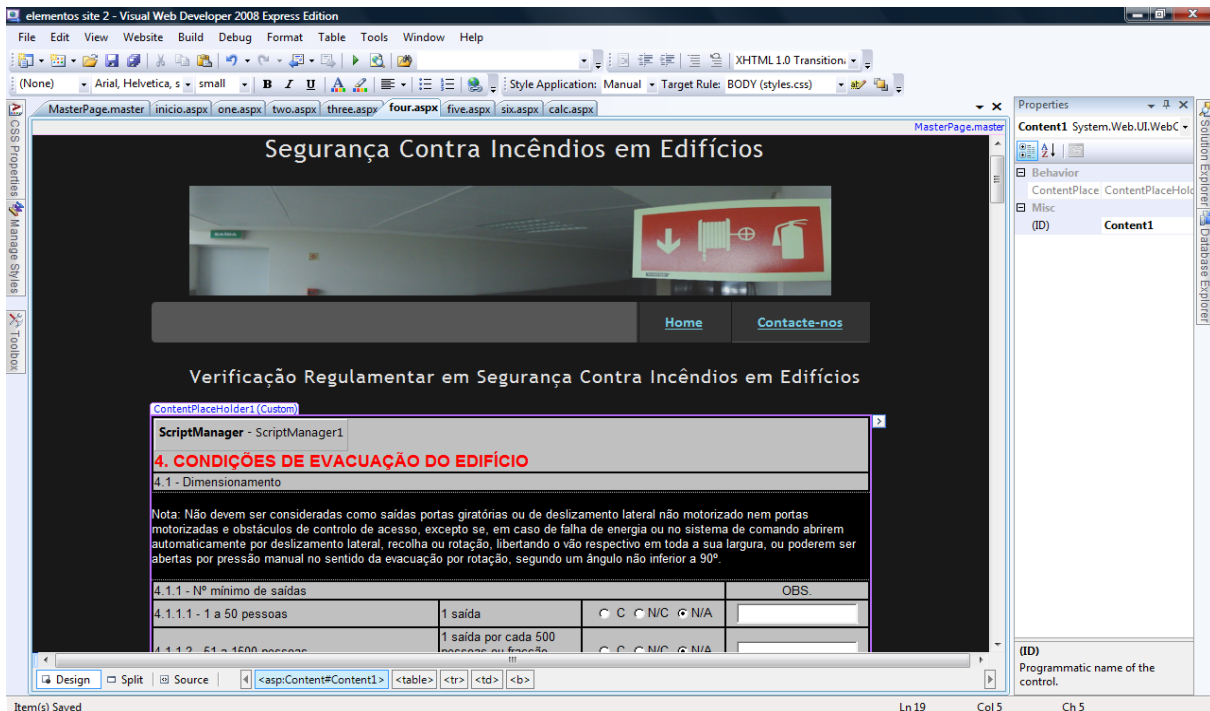 elementos site 2 - Visual Web Developer 2008 Express Edition
File Edit View Website Build Debug Format Table Tools Window Help
XHTML 1.0 Transition
(None) Arial, Helvetica, s small B I U A Style Application: Manual Target Rule: BODY (styles.css)
MasterPage.master inicio.aspx one.aspx two.aspx three.aspx four.aspx five.aspx six.aspx calc.aspx
MasterPage.master
CSS Properties
Manage Styles
Toolbox
Segurança Contra Incêndios em Edifícios
SAÍDA
Home Contacte-nos
Verificação Regulamentar em Segurança Contra Incêndios em Edifícios
ContentPlaceHolder1 (Custom)
ScriptManager - ScriptManager1
4. CONDIÇÕES DE EVACUAÇÃO DO EDIFÍCIO
4.1 - Dimensionamento
Nota: Não devem ser consideradas como saídas portas giratórias ou de deslizamento lateral não motorizado nem portas
motorizadas e obstáculos de controlo de acesso, excepto se, em caso de falha de energia ou no sistema de comando abrirem
automaticamente por deslizamento lateral, recolha ou rotação, libertando o vão respectivo em toda a sua largura, ou poderem ser
abertas por pressão manual no sentido da evacuação por rotação, segundo um ângulo não inferior a 90º.
4.1.1 - Nº mínimo de saídas OBS.
4.1.1.1 - 1 a 50 pessoas 1 saída C N/C N/A
4.1.1.2 - 51 a 1500 pessoas 1 saída por cada 500
pessoas ou fracção C N/C N/A
Design Split Source <asp:Content#Content1> <table> <tr> <td> <b>
Item(s) Saved Ln 19 Col 5 Ch 5
Properties
Content1 System.Web.UI.WebC
Behavior
ContentPlace ContentPlaceHold
Misc
(ID) Content1
(ID)
Programmatic name of the
control.
Solution Explorer
Database Explorer